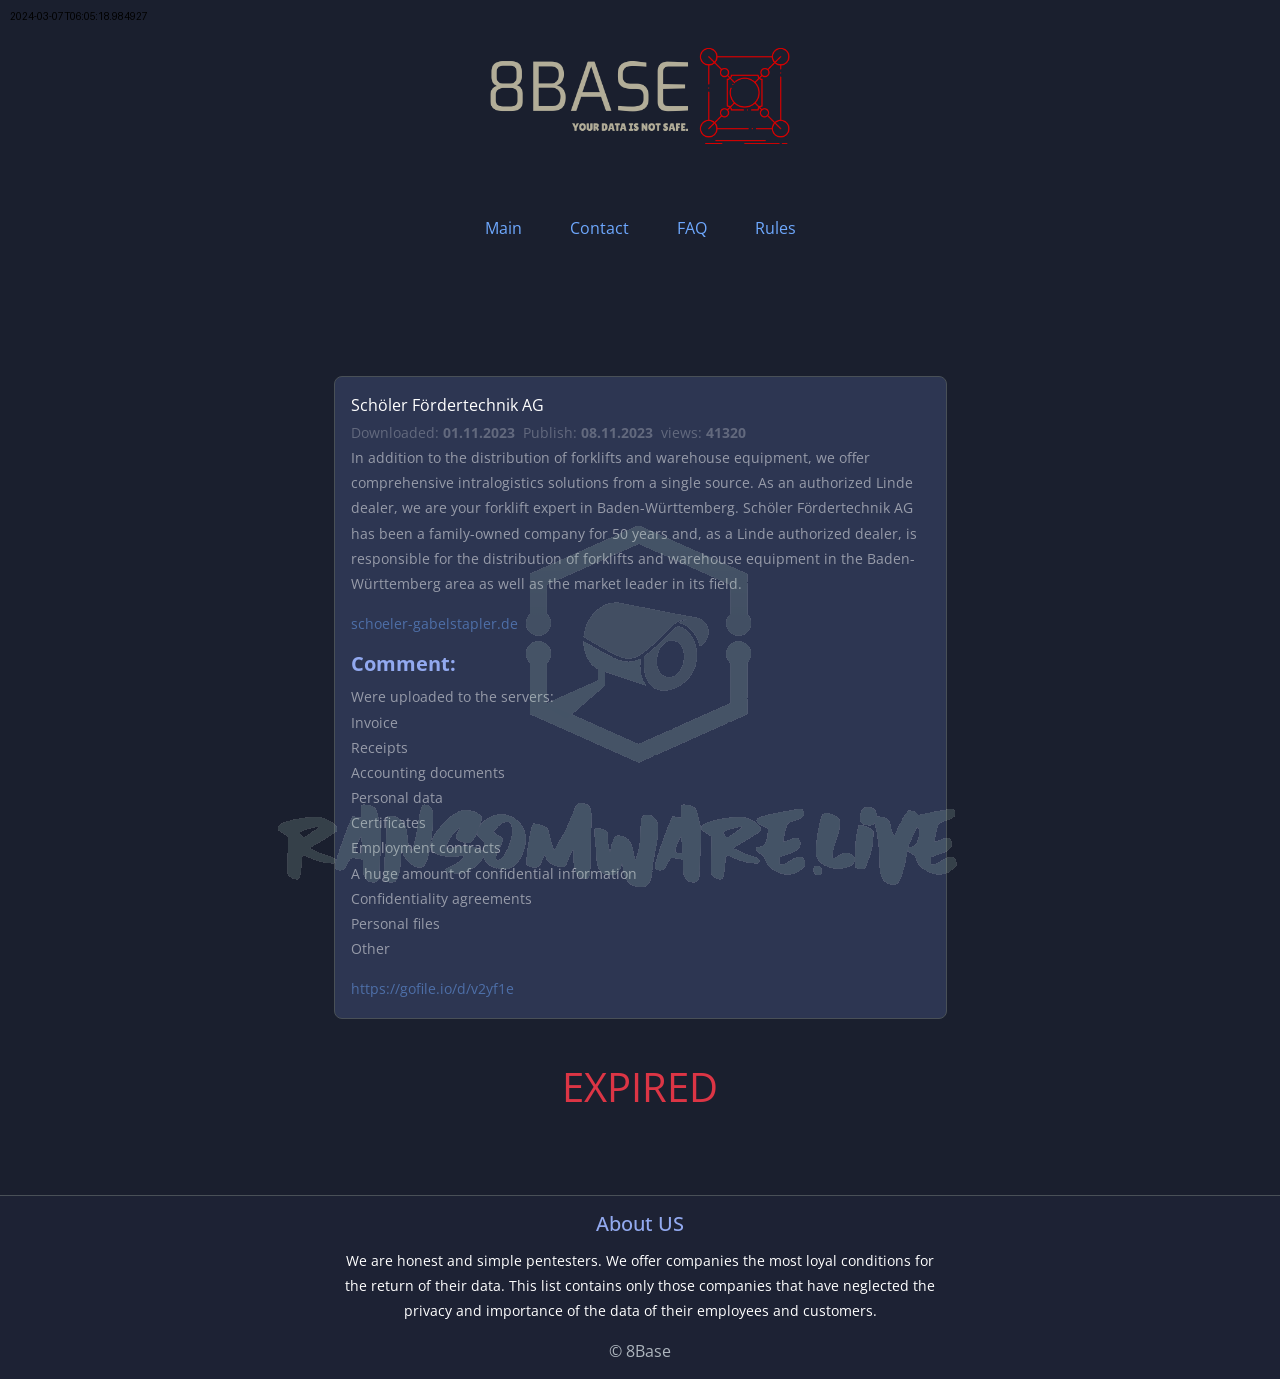 2024-03-07T06:05:18.984927
8BASE
YOUR DATA IS NOT SAFE.
Main Contact FAQ Rules
Schöler Fördertechnik AG
Downloaded: 01.11.2023 Publish: 08.11.2023 views: 41320
In addition to the distribution of forklifts and warehouse equipment, we offer
comprehensive intralogistics solutions from a single source. As an authorized Linde
dealer, we are your forklift expert in Baden-Württemberg. Schöler Fördertechnik AG
has been a family-owned company for 50 years and, as a Linde authorized dealer, is
responsible for the distribution of forklifts and warehouse equipment in the Baden-
Württemberg area as well as the market leader in its field.
schoeler-gabelstapler.de
Comment:
Were uploaded to the servers:
Invoice
Receipts
Accounting documents
Personal data
Certificates
RANSOMWARE.LIVE
Employment contracts
A huge amount of confidential information
Confidentiality agreements
Personal files
Other
https://gofile.io/d/v2yf1e
EXPIRED
About US
We are honest and simple pentesters. We offer companies the most loyal conditions for
the return of their data. This list contains only those companies that have neglected the
privacy and importance of the data of their employees and customers.
© 8Base